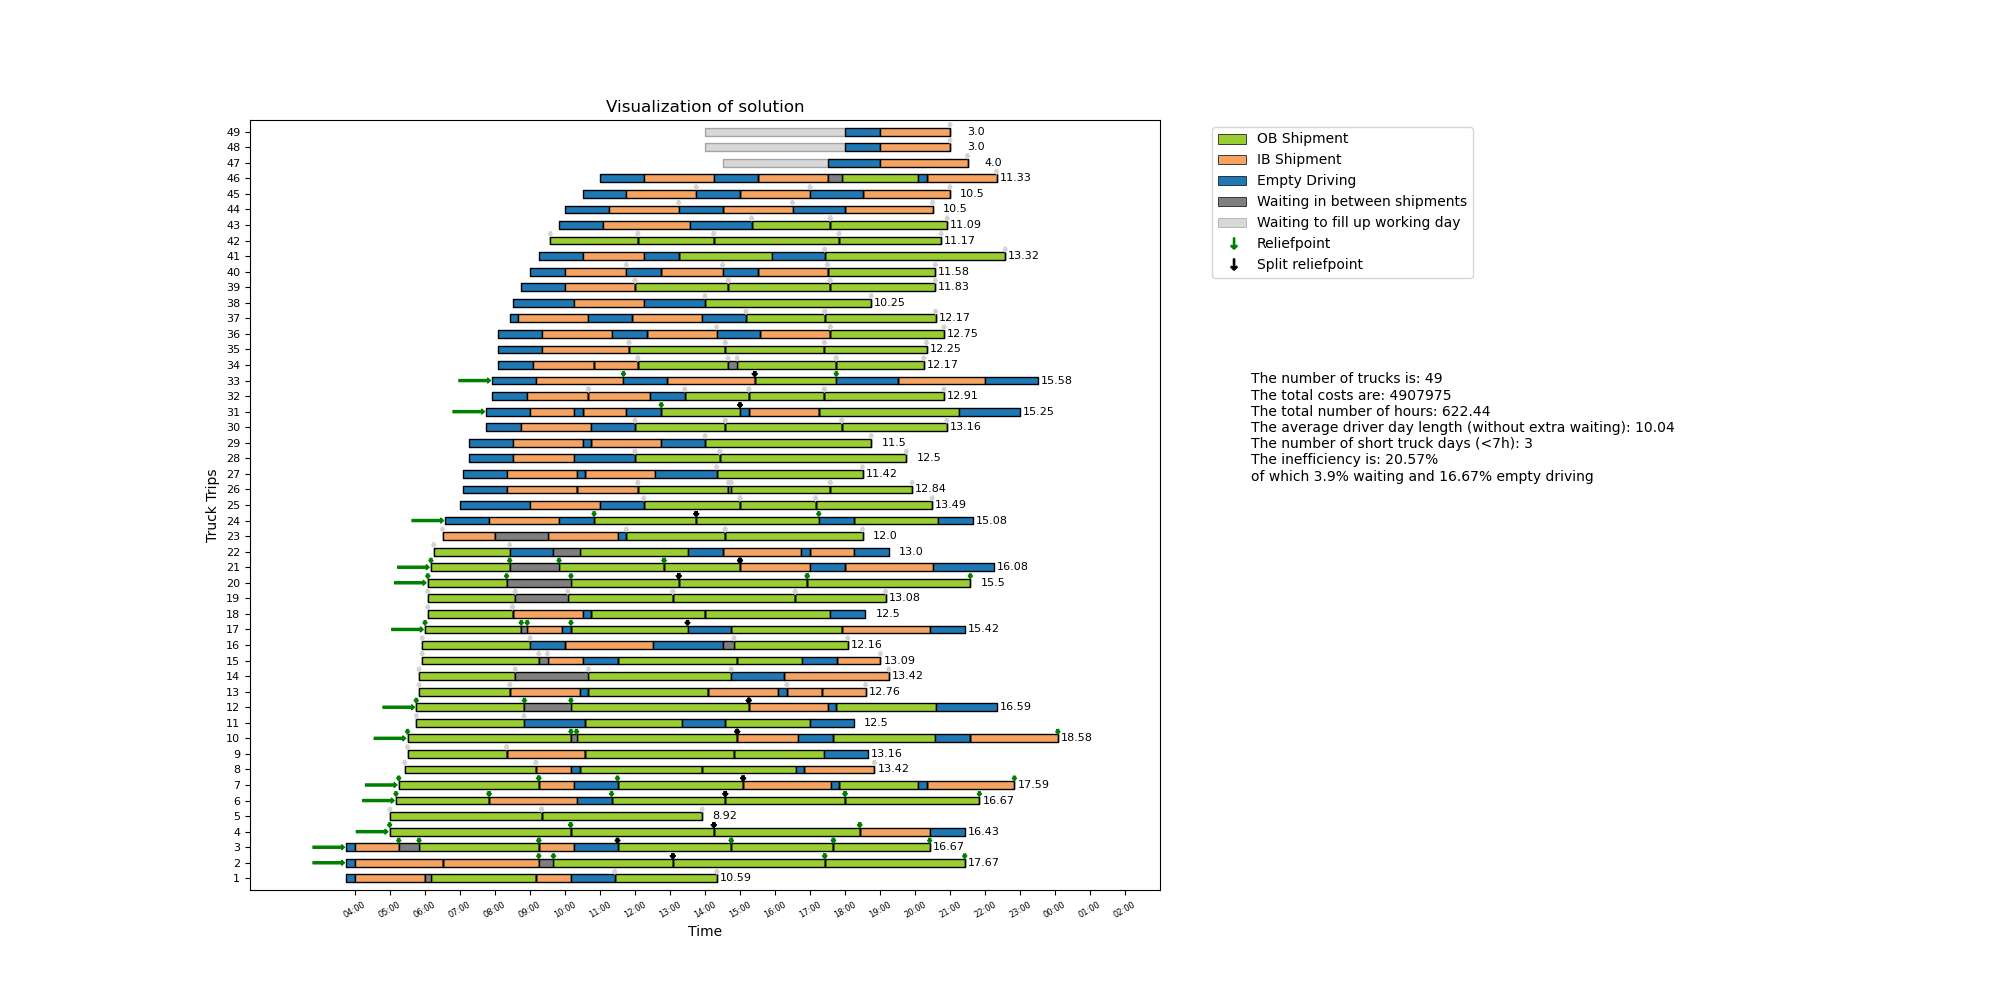 Visualization of solution
49 3.0
48 3.0
47 4.0
46 11.33
45 10.5
44 10.5
43 11.09
42 11.17
41 13.32
40 11.58
39 11.83
38 10.25
37 12.17
36 12.75
35 12.25
34 12.17
33 15.58
32 12.91
31 15.25
30 13.16
29 11.5
28 12.5
27 11.42
26 12.84
25 13.49
24 15.08
23 12.0
22 13.0
21 16.08
20 15.5
19 13.08
18 12.5
17 15.42
16 12.16
15 13.09
14 13.42
13 12.76
12 16.59
11 12.5
10 18.58
9 13.16
8 13.42
7 17.59
6 16.67
5 8.92
4 16.43
3 16.67
2 17.67
1 10.59
Truck Trips
04:00 05:00 06:00 07:00 08:00 09:00 10:00 11:00 12:00 13:00 14:00 15:00 16:00 17:00 18:00 19:00 20:00 21:00 22:00 23:00 00:00 01:00 02:00
Time
OB Shipment
IB Shipment
Empty Driving
Waiting in between shipments
Waiting to fill up working day
Reliefpoint
Split reliefpoint
The number of trucks is: 49
The total costs are: 4907975
The total number of hours: 622.44
The average driver day length (without extra waiting): 10.04
The number of short truck days (<7h): 3
The inefficiency is: 20.57%
of which 3.9% waiting and 16.67% empty driving